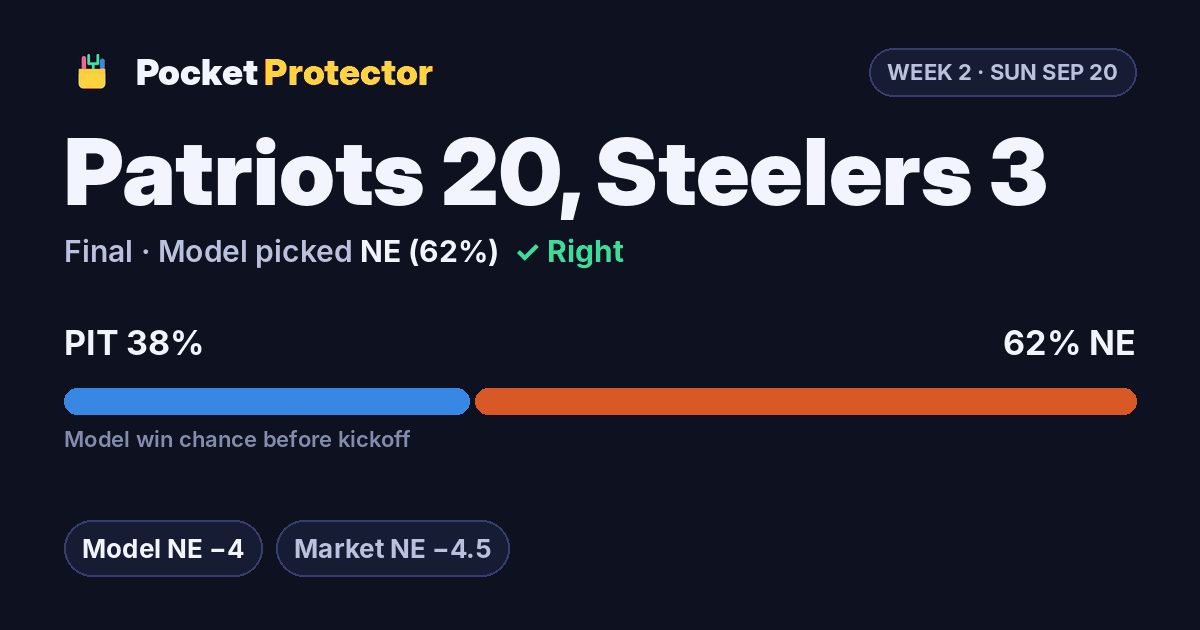 Pocket Protector
WEEK 2 · SUN SEP 20
Patriots 20, Steelers 3
Final · Model picked NE (62%) ✓ Right
PIT 38%
62% NE
Model win chance before kickoff
Model NE −4
Market NE −4.5